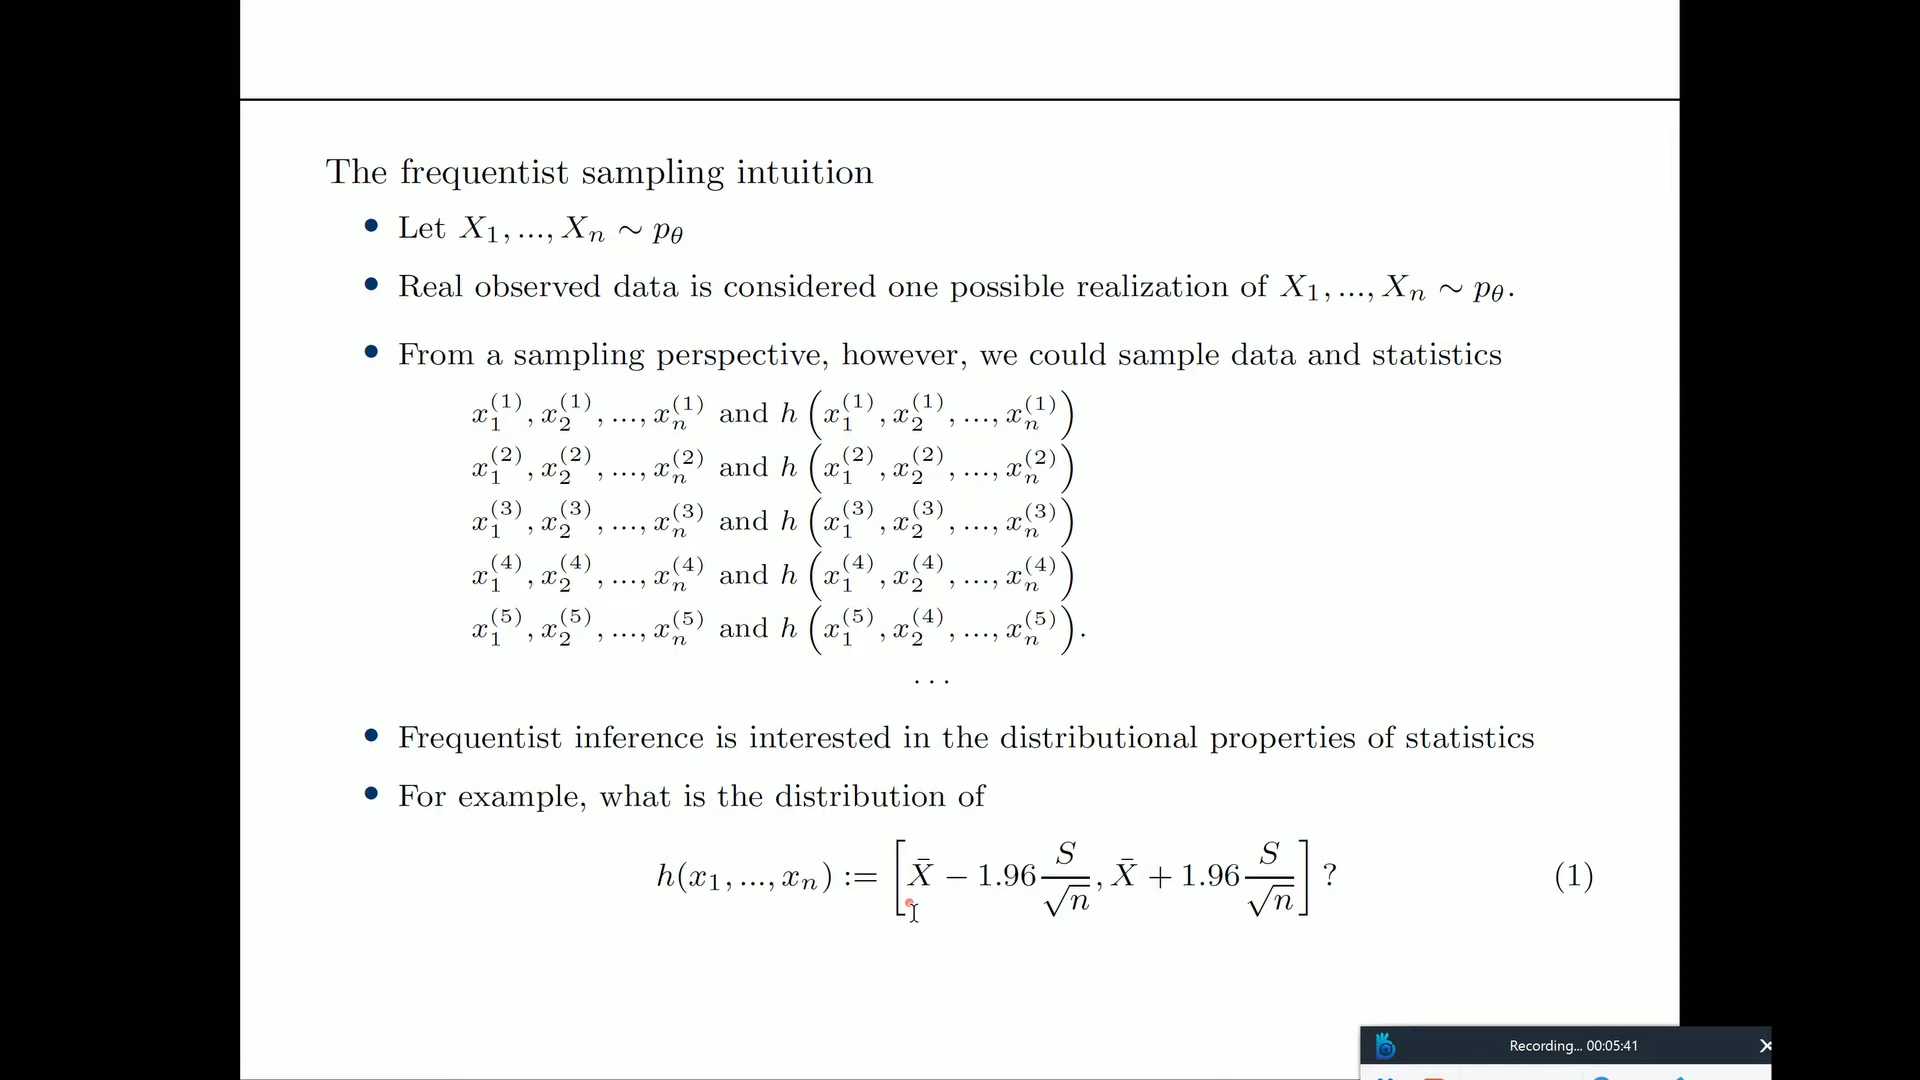 The frequentist sampling intuition
• Let X₁, ..., Xₙ ∼ p_θ
• Real observed data is considered one possible realization of X₁, ..., Xₙ ∼ p_θ.
• From a sampling perspective, however, we could sample data and statistics
x₁⁽¹⁾, x₂⁽¹⁾, ..., xₙ⁽¹⁾ and h (x₁⁽¹⁾, x₂⁽¹⁾, ..., xₙ⁽¹⁾)
x₁⁽²⁾, x₂⁽²⁾, ..., xₙ⁽²⁾ and h (x₁⁽²⁾, x₂⁽²⁾, ..., xₙ⁽²⁾)
x₁⁽³⁾, x₂⁽³⁾, ..., xₙ⁽³⁾ and h (x₁⁽³⁾, x₂⁽³⁾, ..., xₙ⁽³⁾)
x₁⁽⁴⁾, x₂⁽⁴⁾, ..., xₙ⁽⁴⁾ and h (x₁⁽⁴⁾, x₂⁽⁴⁾, ..., xₙ⁽⁴⁾)
x₁⁽⁵⁾, x₂⁽⁵⁾, ..., xₙ⁽⁵⁾ and h (x₁⁽⁵⁾, x₂⁽⁴⁾, ..., xₙ⁽⁵⁾).
...
• Frequentist inference is interested in the distributional properties of statistics
• For example, what is the distribution of
h(x₁, ..., xₙ) := [X̄ − 1.96 S/√n, X̄ + 1.96 S/√n] ? (1)
Recording... 00:05:41